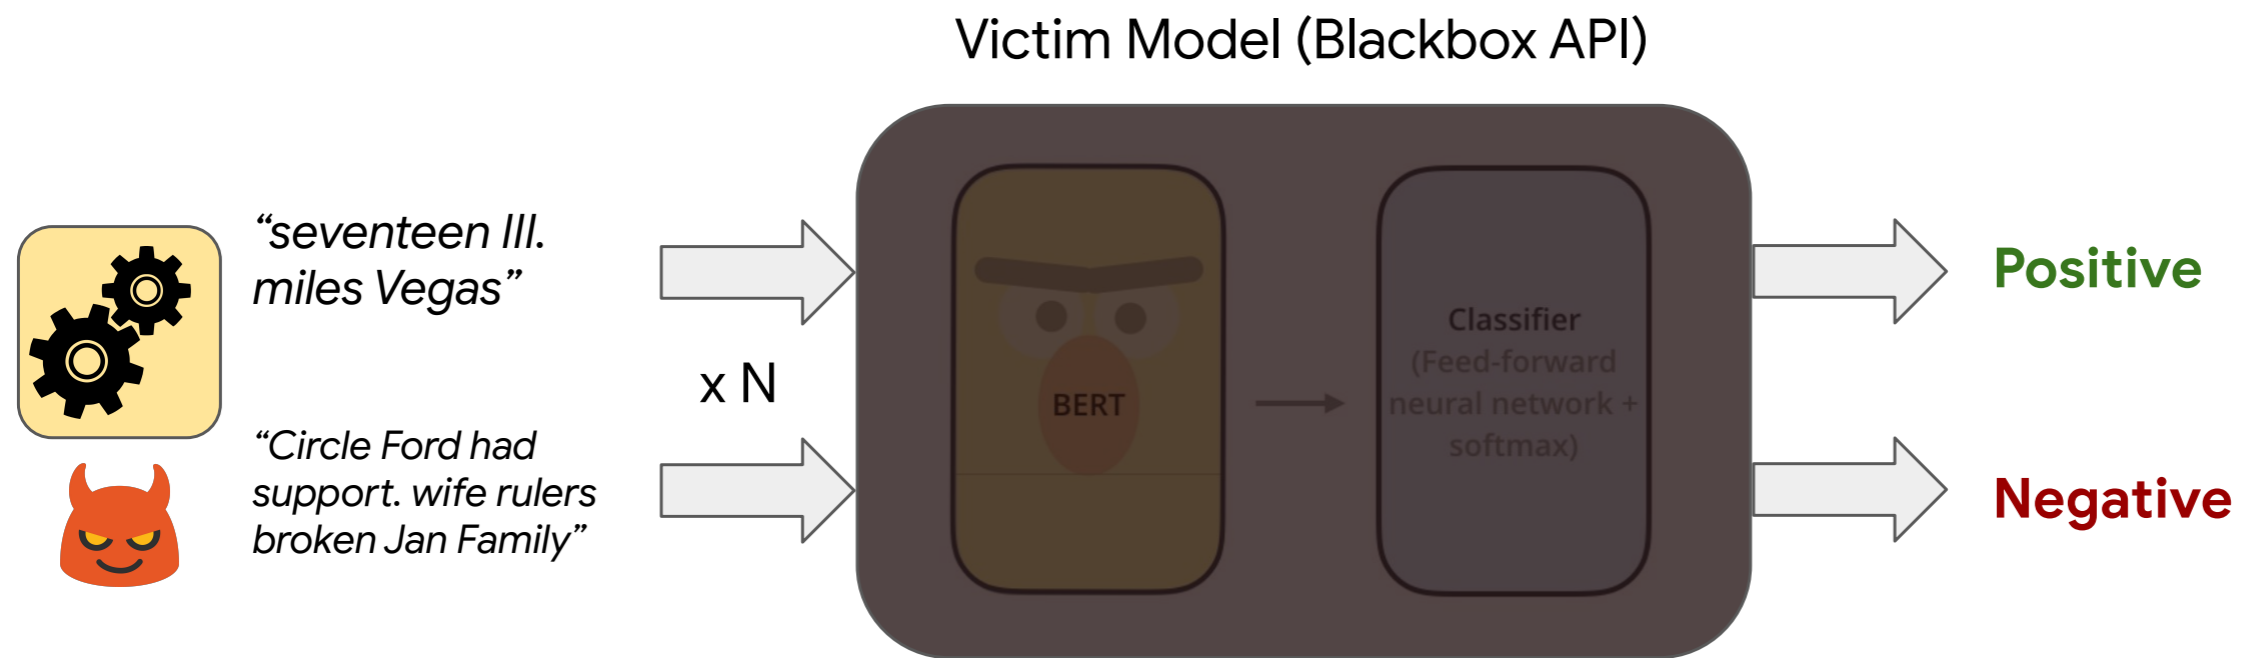 Victim Model (Blackbox API)
“seventeen III.
miles Vegas”
x N
“Circle Ford had
support. wife rulers
broken Jan Family”
BERT
Classifier
(Feed-forward
neural network +
softmax)
Positive
Negative